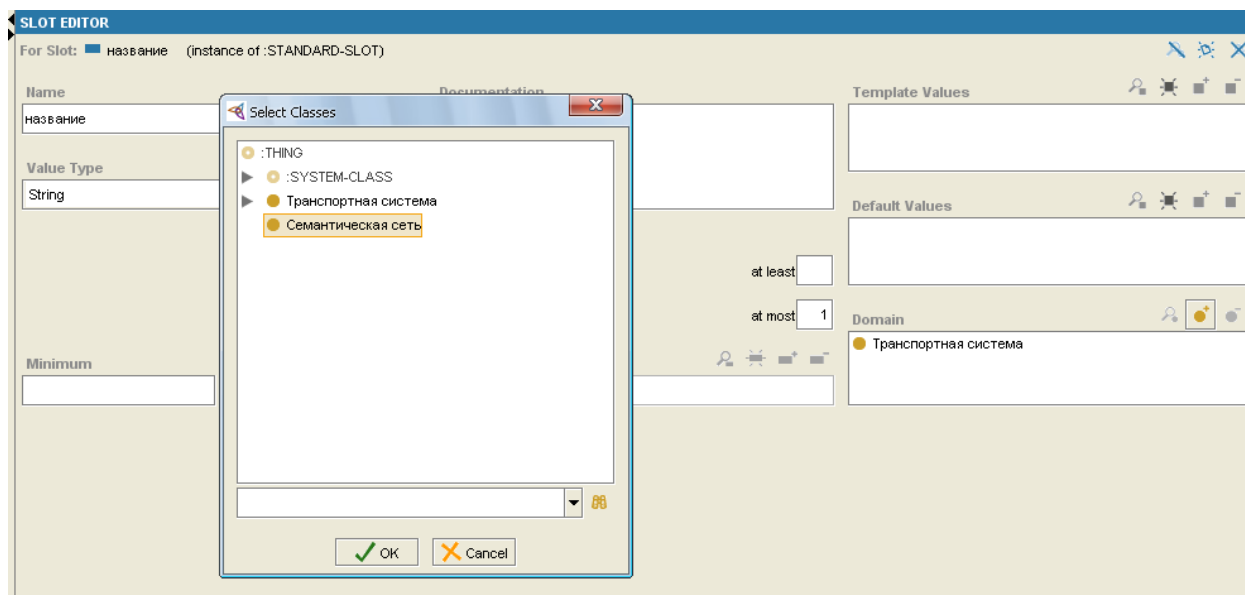 SLOT EDITOR
For Slot: название (instance of :STANDARD-SLOT)
Name
Documentation
Template Values
название
Select Classes
:THING
:SYSTEM-CLASS
Транспортная система
Семантическая сеть
Value Type
String
Default Values
at least
at most 1
Domain
Транспортная система
Minimum
OK
Cancel